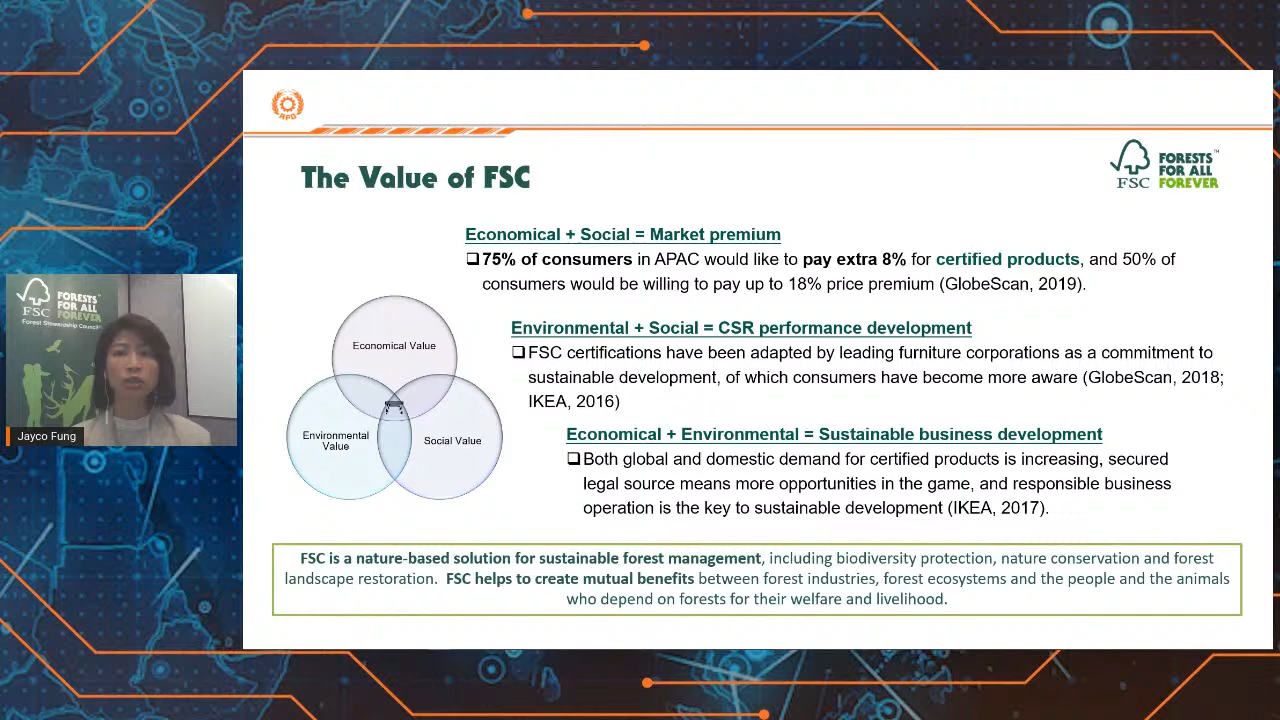 APO
The Value of FSC
FSC
FORESTS
FOR ALL
FOREVER
™
Economical + Social = Market premium
75% of consumers in APAC would like to pay extra 8% for certified products, and 50% of
consumers would be willing to pay up to 18% price premium (GlobeScan, 2019).
Environmental + Social = CSR performance development
FSC certifications have been adapted by leading furniture corporations as a commitment to
sustainable development, of which consumers have become more aware (GlobeScan, 2018;
IKEA, 2016)
Economical + Environmental = Sustainable business development
Both global and domestic demand for certified products is increasing, secured
legal source means more opportunities in the game, and responsible business
operation is the key to sustainable development (IKEA, 2017).
Economical Value
Environmental
Value
Social Value
FSC is a nature-based solution for sustainable forest management, including biodiversity protection, nature conservation and forest
landscape restoration. FSC helps to create mutual benefits between forest industries, forest ecosystems and the people and the animals
who depend on forests for their welfare and livelihood.
FSC
FORESTS
FOR ALL
FOREVER
Forest Stewardship Council
Jayco Fung